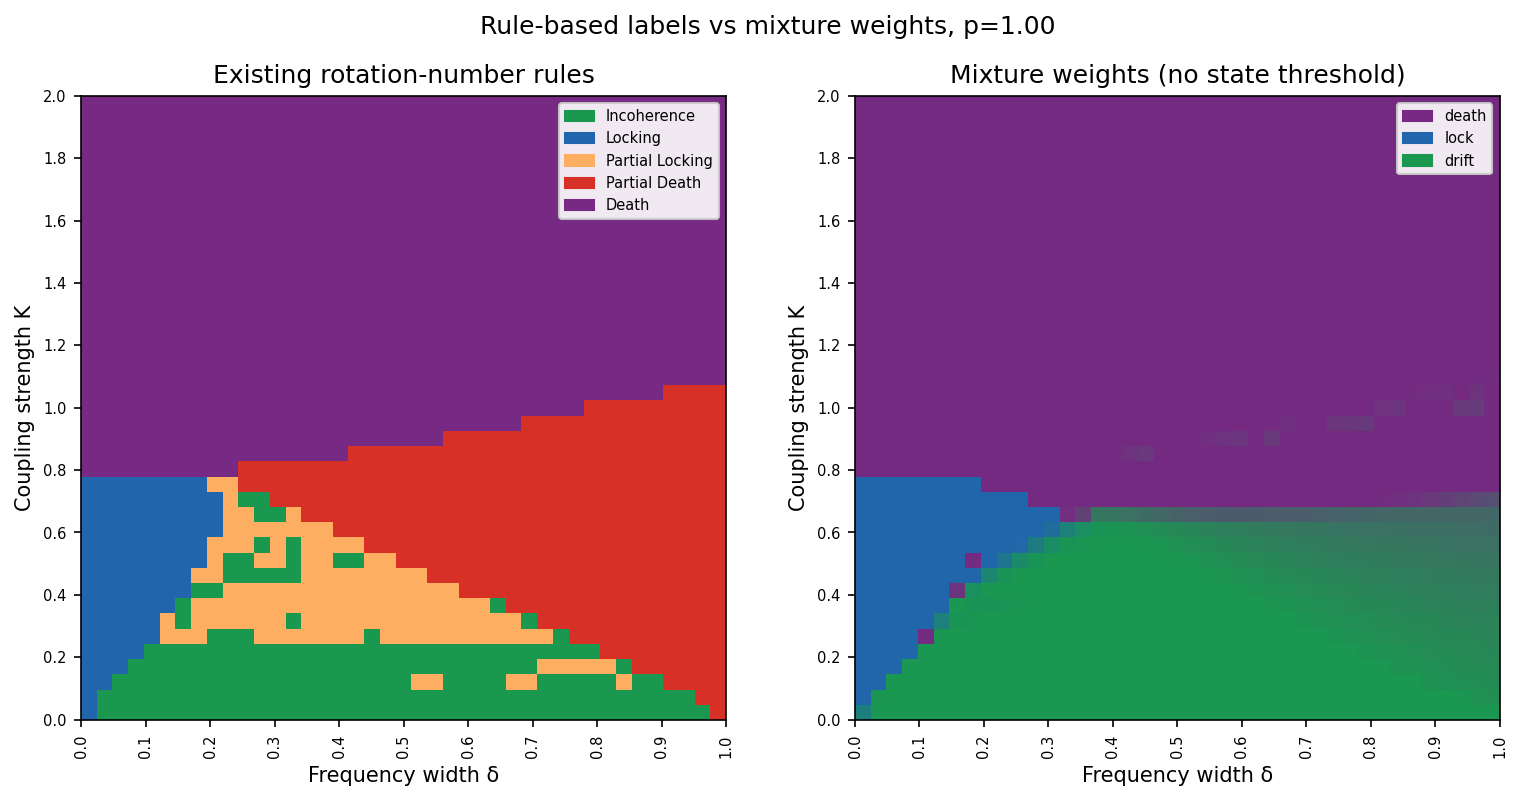 Rule-based labels vs mixture weights, p=1.00
Existing rotation-number rules
Coupling strength K
2.0
1.8
1.6
1.4
1.2
1.0
0.8
0.6
0.4
0.2
0.0
Incoherence
Locking
Partial Locking
Partial Death
Death
0.0 0.1 0.2 0.3 0.4 0.5 0.6 0.7 0.8 0.9 1.0
Frequency width δ
Mixture weights (no state threshold)
Coupling strength K
2.0
1.8
1.6
1.4
1.2
1.0
0.8
0.6
0.4
0.2
0.0
death
lock
drift
0.0 0.1 0.2 0.3 0.4 0.5 0.6 0.7 0.8 0.9 1.0
Frequency width δ